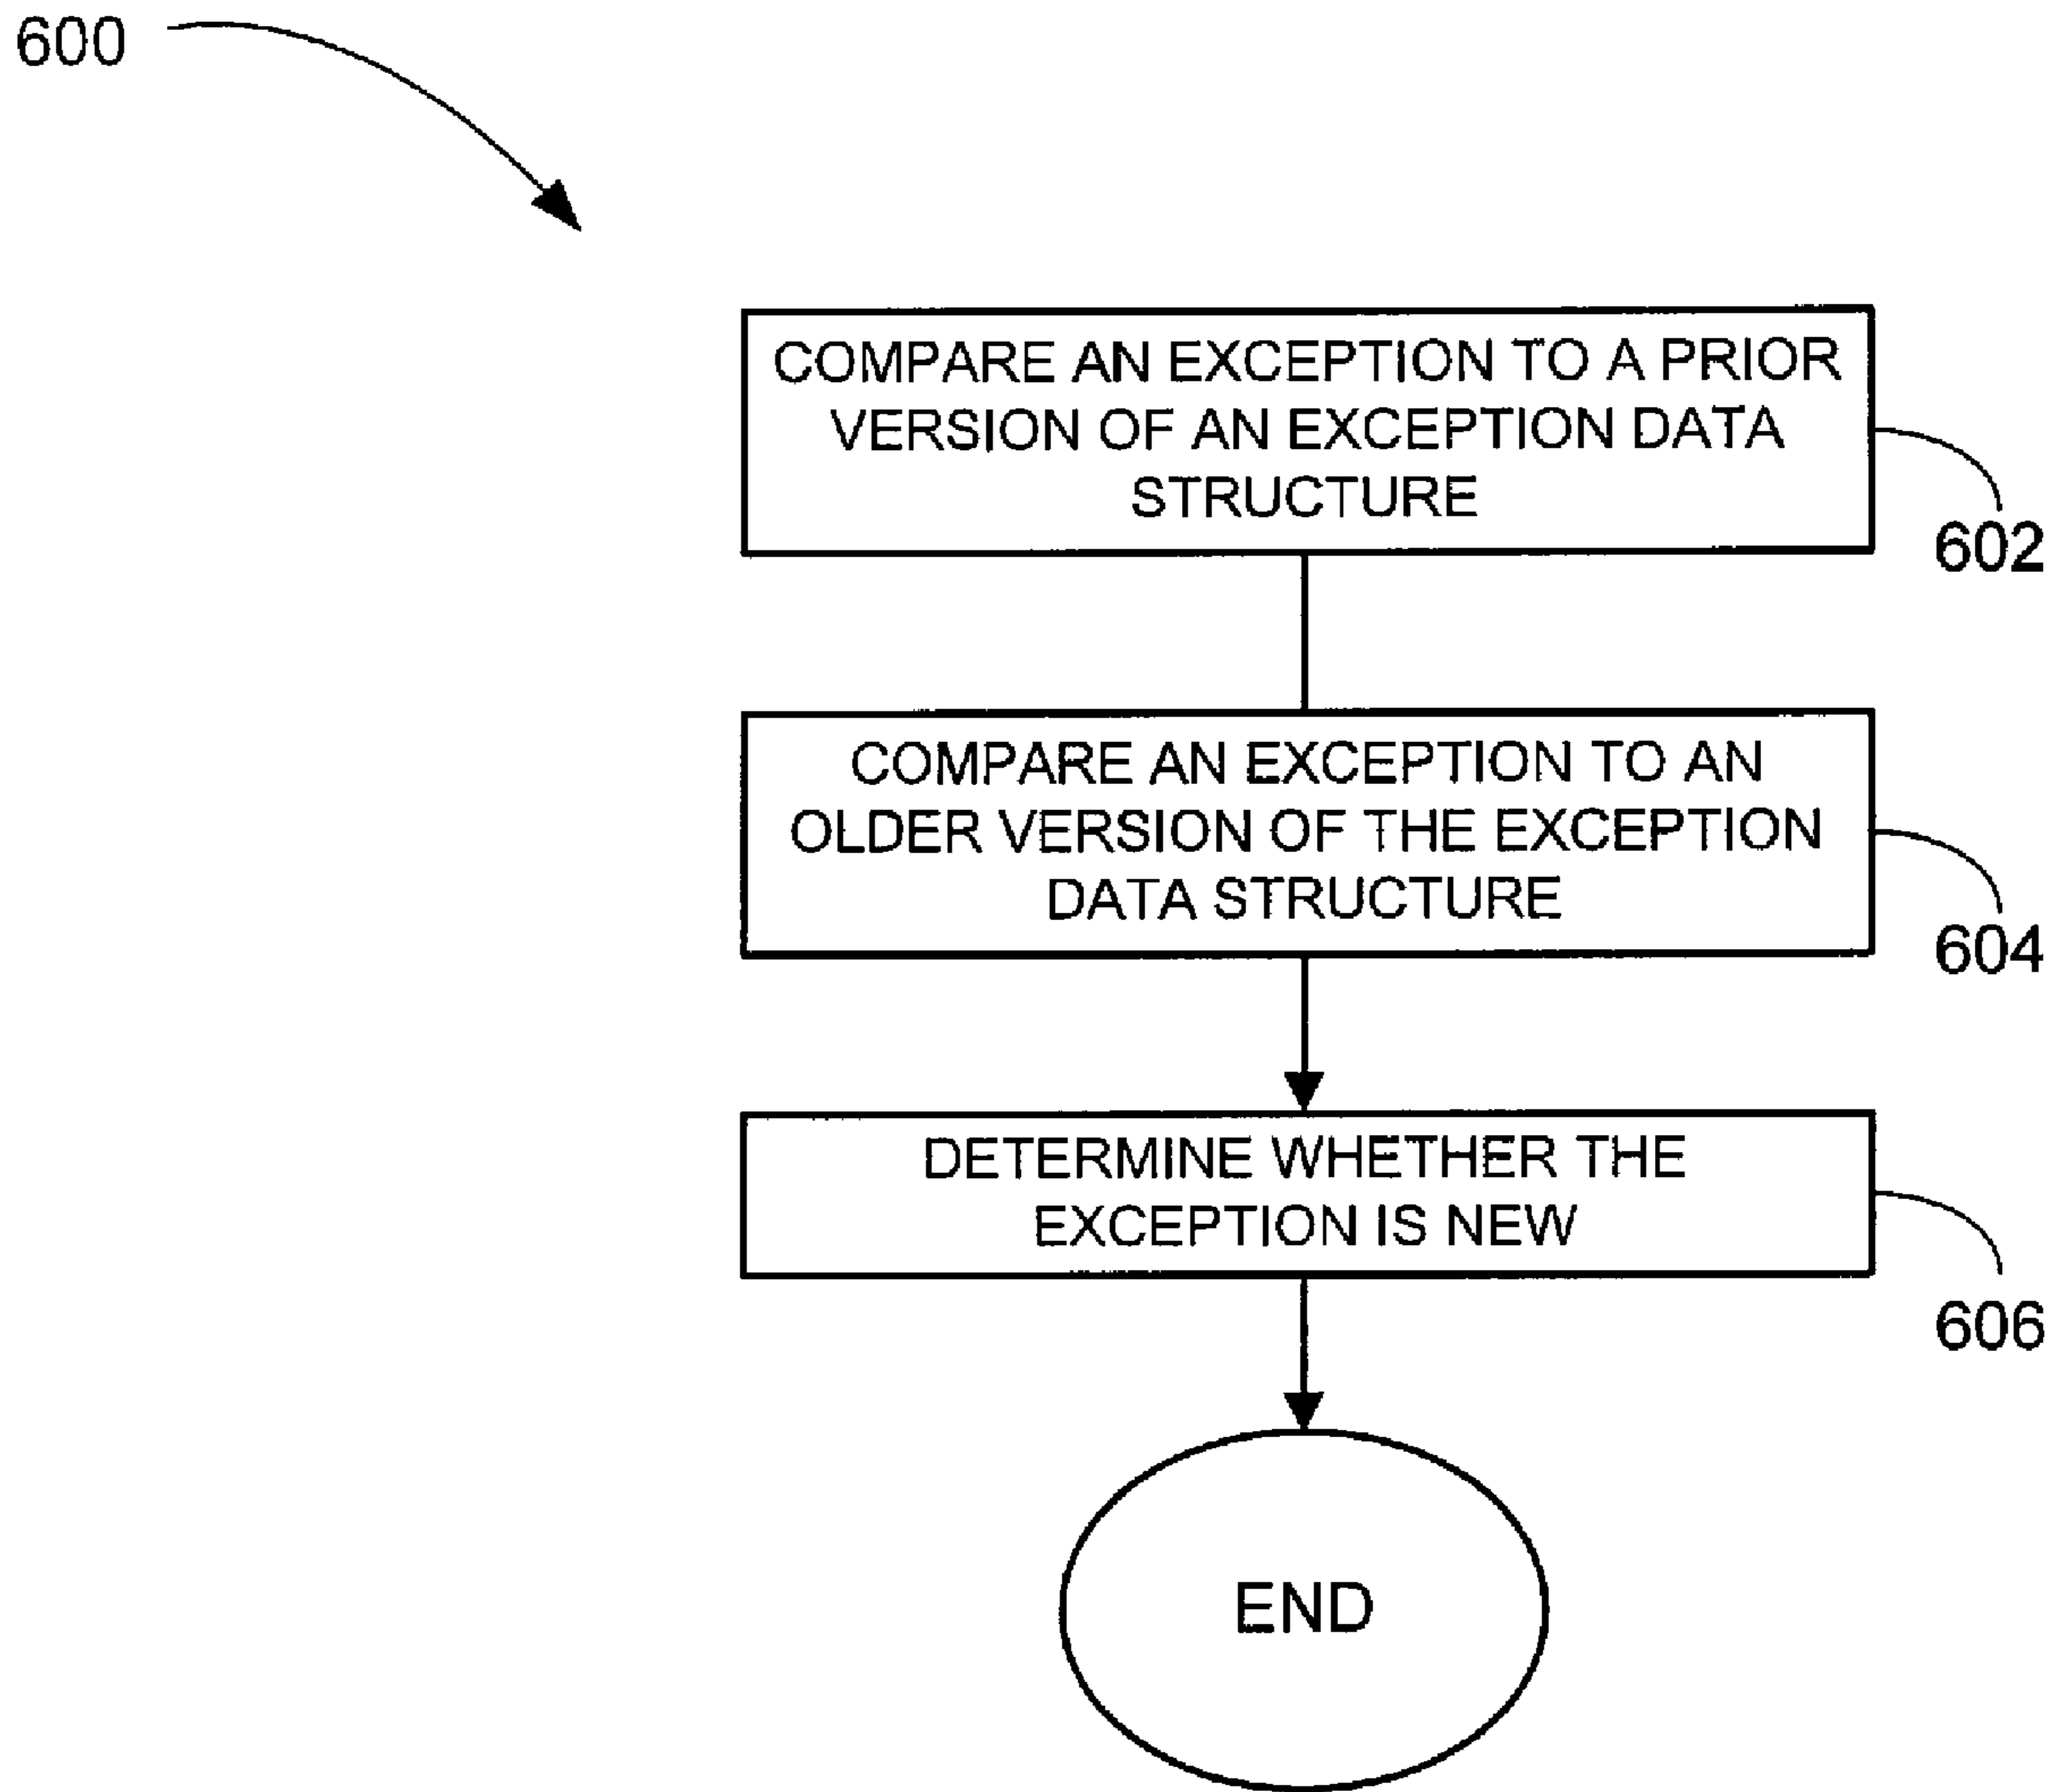 600
COMPARE AN EXCEPTION TO A PRIOR
VERSION OF AN EXCEPTION DATA
STRUCTURE
602
COMPARE AN EXCEPTION TO AN
OLDER VERSION OF THE EXCEPTION
DATA STRUCTURE
604
DETERMINE WHETHER THE
EXCEPTION IS NEW
606
END